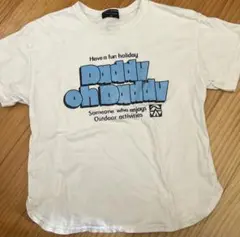 Have a fun holiday
Daddy
Oh Daddy
Someone who enjoys
Outdoor activities